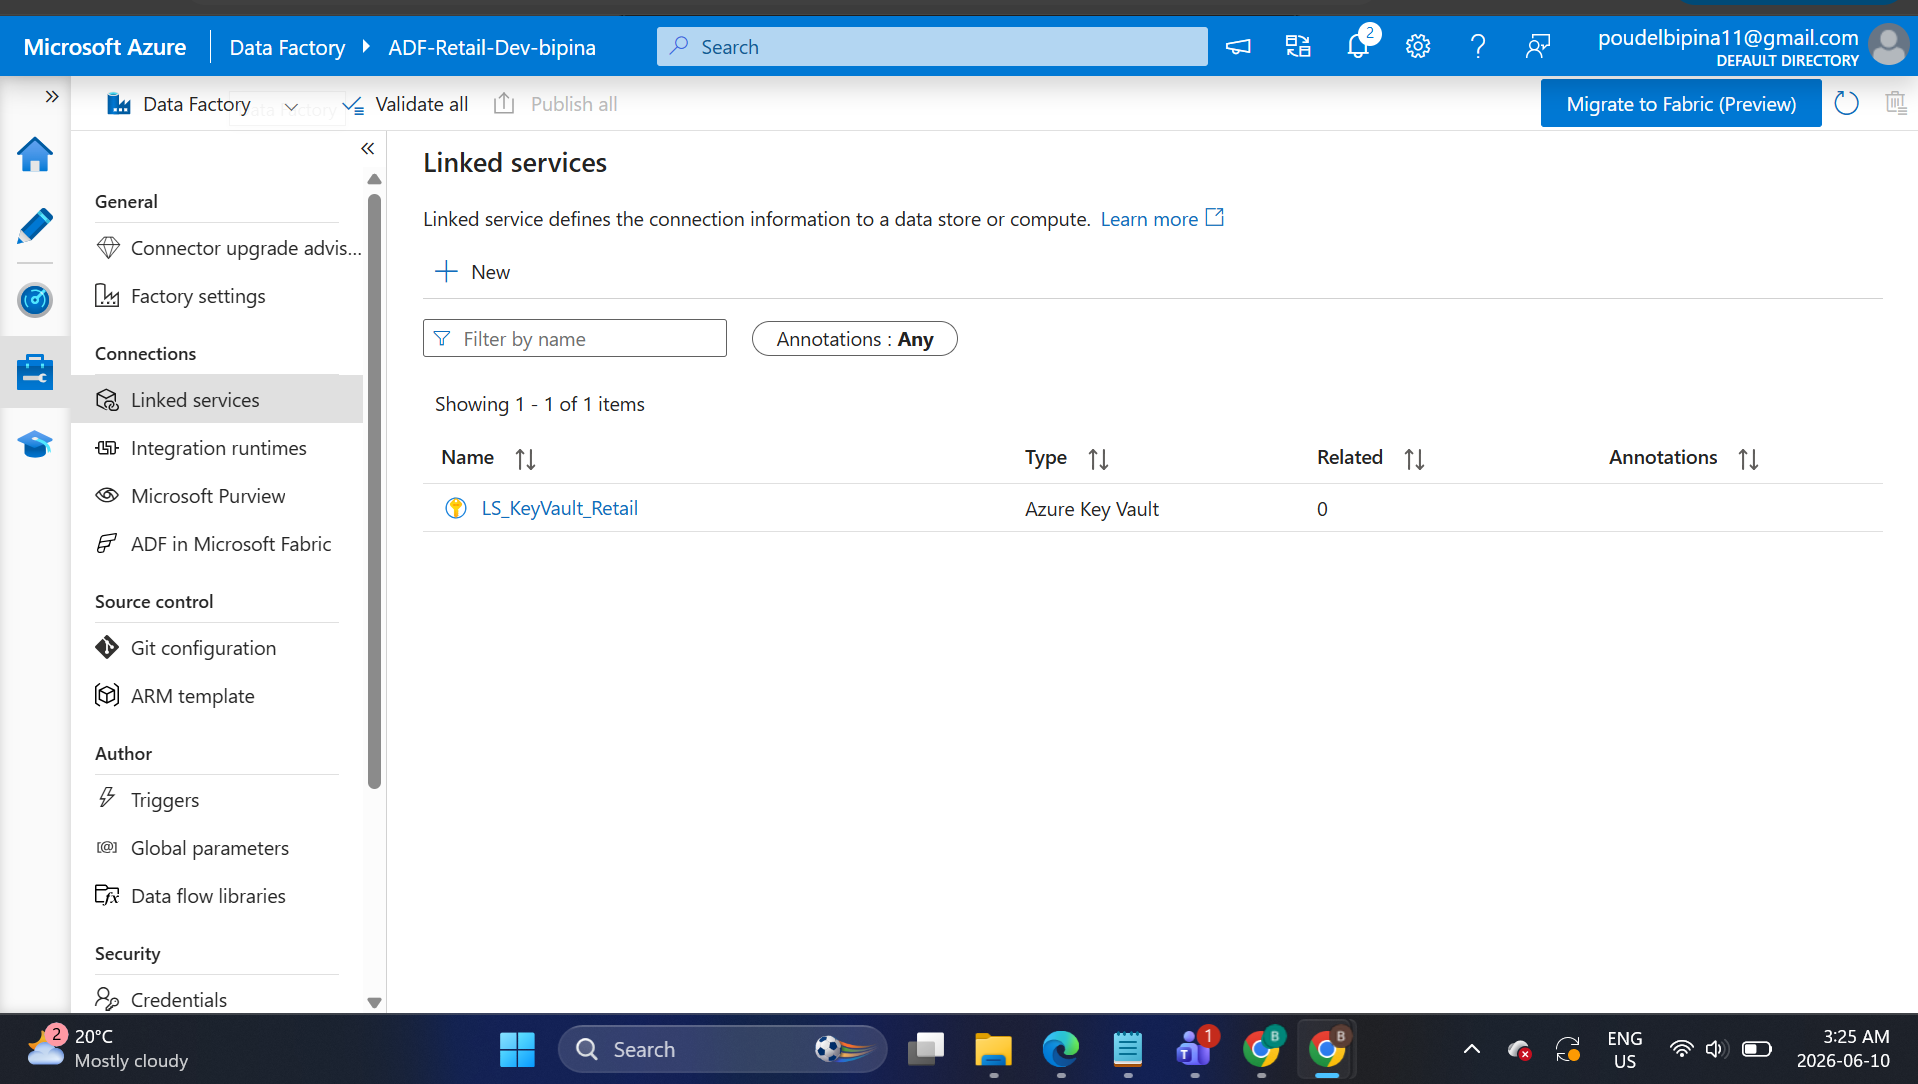 Microsoft Azure
Data Factory
ADF-Retail-Dev-bipina
Search
2
poudelbipina11@gmail.com
DEFAULT DIRECTORY
Data Factory
Data Factory
Validate all
Publish all
Migrate to Fabric (Preview)
General
Connector upgrade advis...
Factory settings
Connections
Linked services
Integration runtimes
Microsoft Purview
ADF in Microsoft Fabric
Source control
Git configuration
ARM template
Author
Triggers
Global parameters
Data flow libraries
Security
Credentials
Linked services
Linked service defines the connection information to a data store or compute. Learn more
New
Filter by name
Annotations : Any
Showing 1 - 1 of 1 items
Name
Type
Related
Annotations
LS_KeyVault_Retail
Azure Key Vault
0
2
20°C
Mostly cloudy
Search
T
1
B
B
ENG
US
3:25 AM
2026-06-10